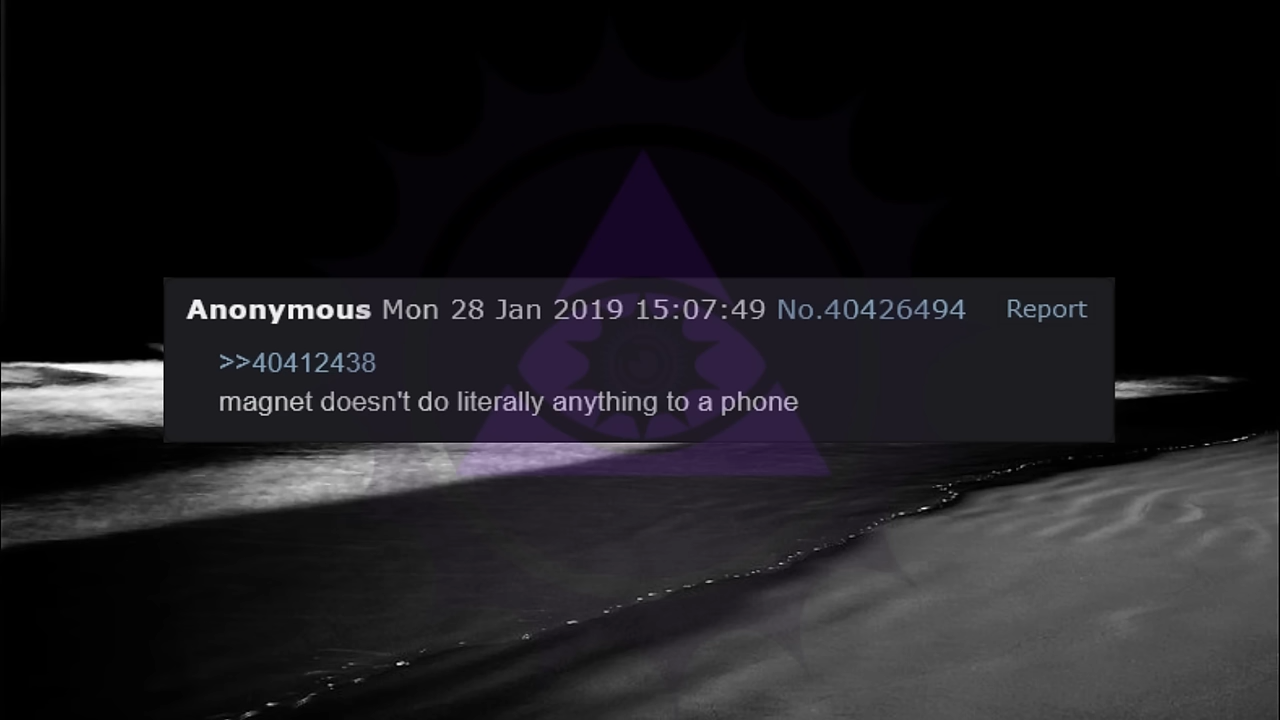 Anonymous Mon 28 Jan 2019 15:07:49 No.40426494 Report
>>40412438
magnet doesn't do literally anything to a phone